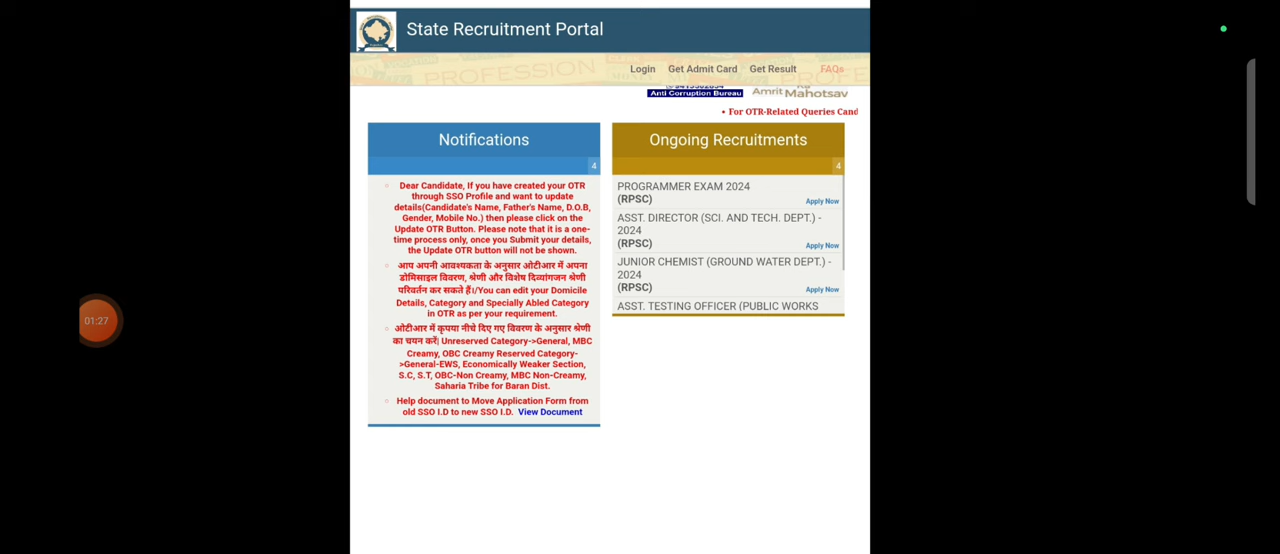 State Recruitment Portal
Login Get Admit Card Get Result FAQs
Anti Corruption Bureau
Amrit Mahotsav
• For OTR-Related Queries Cand
Notifications
4
Dear Candidate, If you have created your OTR
through SSO Profile and want to update
details(Candidate's Name, Father's Name, D.O.B,
Gender, Mobile No.) then please click on the
Update OTR Button. Please note that it is a one-
time process only, once you Submit your details,
the Update OTR button will not be shown.
आप अपनी आवश्यकता के अनुसार ओटीआर में अपना
डोमिसाइल विवरण, श्रेणी और विशेष दिव्यांगजन श्रेणी
परिवर्तन कर सकते हैं।/You can edit your Domicile
Details, Category and Specially Abled Category
in OTR as per your requirement.
ओटीआर में कृपया नीचे दिए गए विवरण के अनुसार श्रेणी
का चयन करें| Unreserved Category->General, MBC
Creamy, OBC Creamy Reserved Category-
>General-EWS, Economically Weaker Section,
S.C, S.T, OBC-Non Creamy, MBC Non-Creamy,
Saharia Tribe for Baran Dist.
Help document to Move Application Form from
old SSO I.D to new SSO I.D. View Document
Ongoing Recruitments
4
PROGRAMMER EXAM 2024
(RPSC)
Apply Now
ASST. DIRECTOR (SCI. AND TECH. DEPT.) -
2024
(RPSC)
Apply Now
JUNIOR CHEMIST (GROUND WATER DEPT.) -
2024
(RPSC)
Apply Now
ASST. TESTING OFFICER (PUBLIC WORKS
01:27